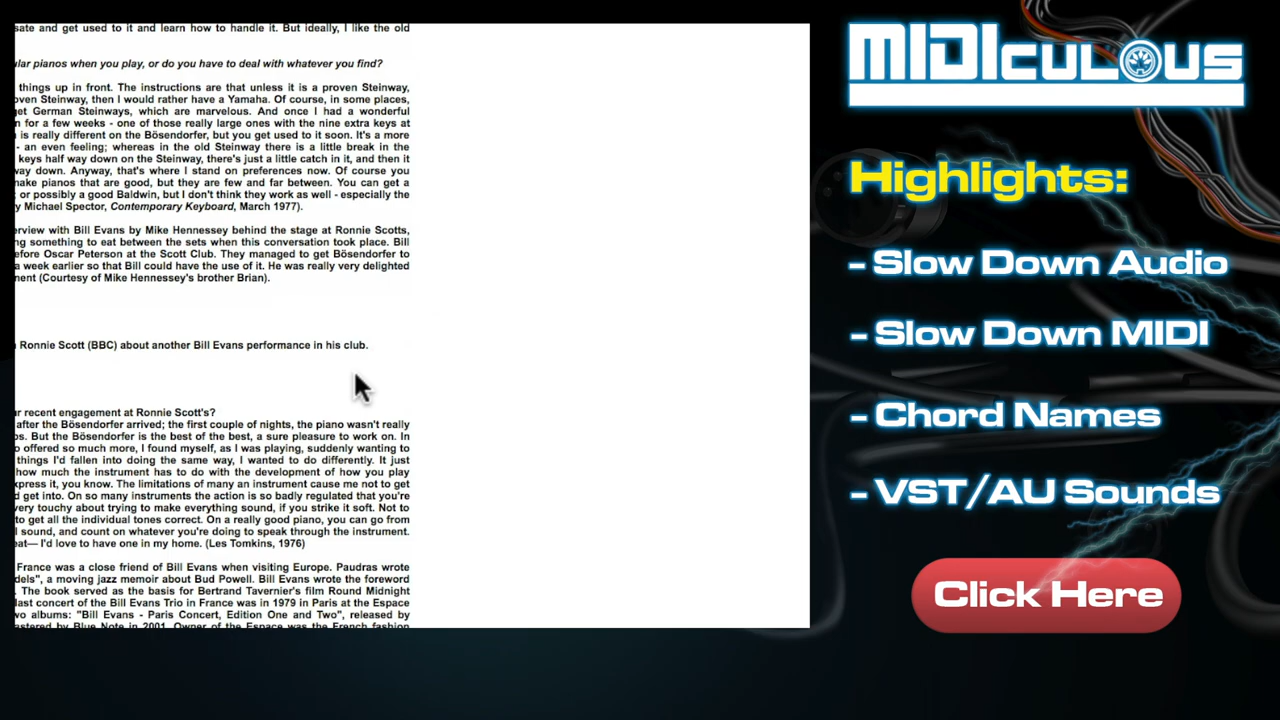 sate and get used to it and learn how to handle it. But ideally, I like the old
ular pianos when you play, or do you have to deal with whatever you find?
things up in front. The instructions are that unless it is a proven Steinway,
oven Steinway, then I would rather have a Yamaha. Of course, in some places,
get German Steinways, which are marvelous. And once I had a wonderful
n for a few weeks - one of those really large ones with the nine extra keys at
is really different on the Bösendorfer, but you get used to it soon. It's a more
- an even feeling; whereas in the old Steinway there is a little break in the
keys half way down on the Steinway, there's just a little catch in it, and then it
way down. Anyway, that's where I stand on preferences now. Of course you
make pianos that are good, but they are few and far between. You can get a
or possibly a good Baldwin, but I don't think they work as well - especially the
y Michael Spector, Contemporary Keyboard, March 1977).
erview with Bill Evans by Mike Hennessey behind the stage at Ronnie Scotts,
ng something to eat between the sets when this conversation took place. Bill
efore Oscar Peterson at the Scott Club. They managed to get Bösendorfer to
a week earlier so that Bill could have the use of it. He was really very delighted
ment (Courtesy of Mike Hennessey's brother Brian).
Ronnie Scott (BBC) about another Bill Evans performance in his club.
ur recent engagement at Ronnie Scott's?
after the Bösendorfer arrived; the first couple of nights, the piano wasn't really
os. But the Bösendorfer is the best of the best, a sure pleasure to work on. In
o offered so much more, I found myself, as I was playing, suddenly wanting to
things I'd fallen into doing the same way, I wanted to do differently. It just
how much the instrument has to do with the development of how you play
xpress it, you know. The limitations of many an instrument cause me not to get
d get into. On so many instruments the action is so badly regulated that you're
very touchy about trying to make everything sound, if you strike it soft. Not to
to get all the individual tones correct. On a really good piano, you can go from
l sound, and count on whatever you're doing to speak through the instrument.
eat— I'd love to have one in my home. (Les Tomkins, 1976)
France was a close friend of Bill Evans when visiting Europe. Paudras wrote
dels", a moving jazz memoir about Bud Powell. Bill Evans wrote the foreword
. The book served as the basis for Bertrand Tavernier's film Round Midnight
last concert of the Bill Evans Trio in France was in 1979 in Paris at the Espace
wo albums: "Bill Evans - Paris Concert, Edition One and Two", released by
astered by Blue Note in 2001. Owner of the Espace was the French fashion
MIDIculous
Highlights:
- Slow Down Audio
- Slow Down MIDI
- Chord Names
- VST/AU Sounds
Click Here